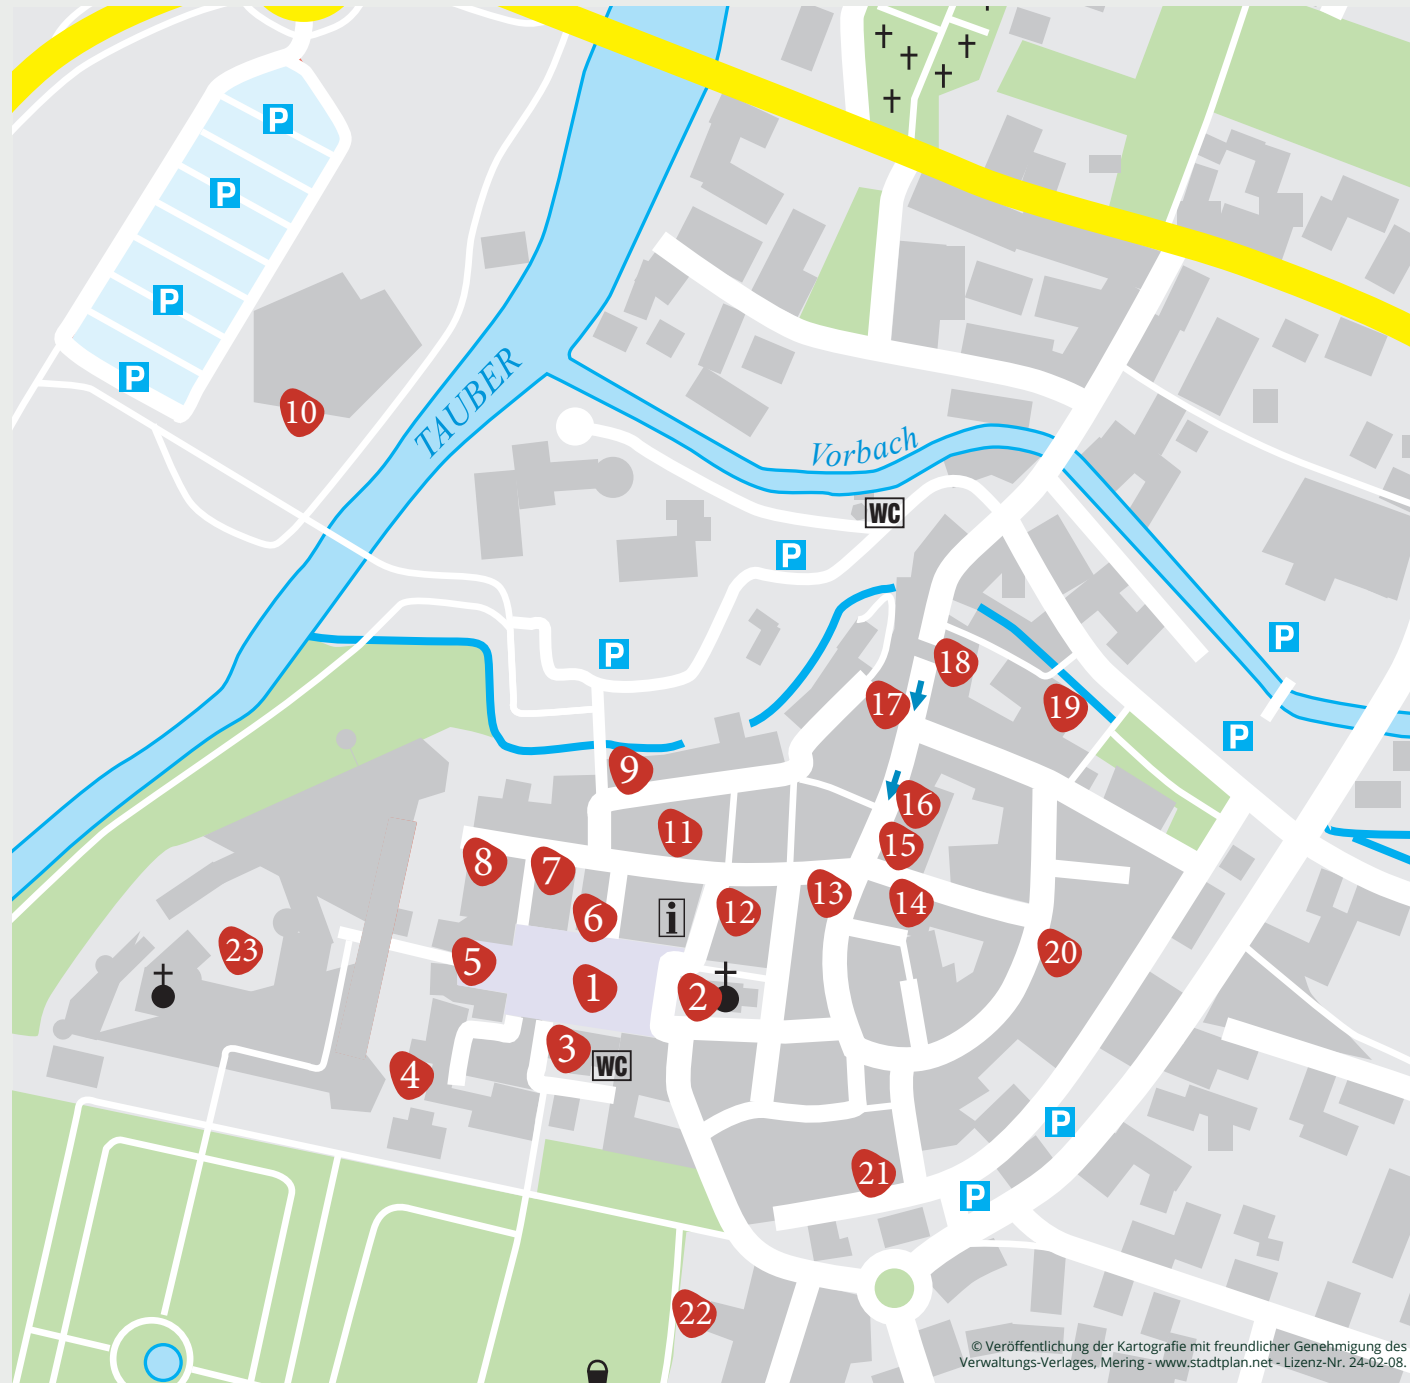 P
P
P
P
10
TAUBER
Vorbach
WC
P
P
P
18
17
19
P
9
16
11
15
8
7
13
14
12
6
i
23
5
20
1
2
3
WC
4
P
21
P
22
© Veröffentlichung der Kartografie mit freundlicher Genehmigung des
Verwaltungs-Verlages, Mering - www.stadtplan.net - Lizenz-Nr. 24-02-08.